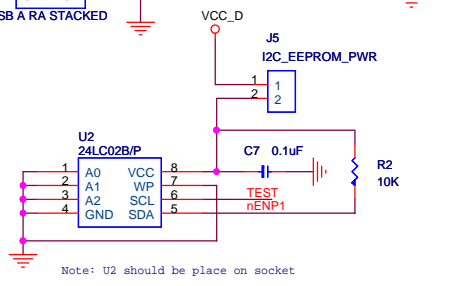 SB A RA STACKED
VCC_D
J5
I2C_EEPROM_PWR
1 1
2 2
U2
24LC02B/P
C7 0.1uF
1 A0 VCC 8
2 A1 WP 7
3 A2 SCL 6 TEST
4 GND SDA 5 nENP1
R2
10K
Note: U2 should be place on socket